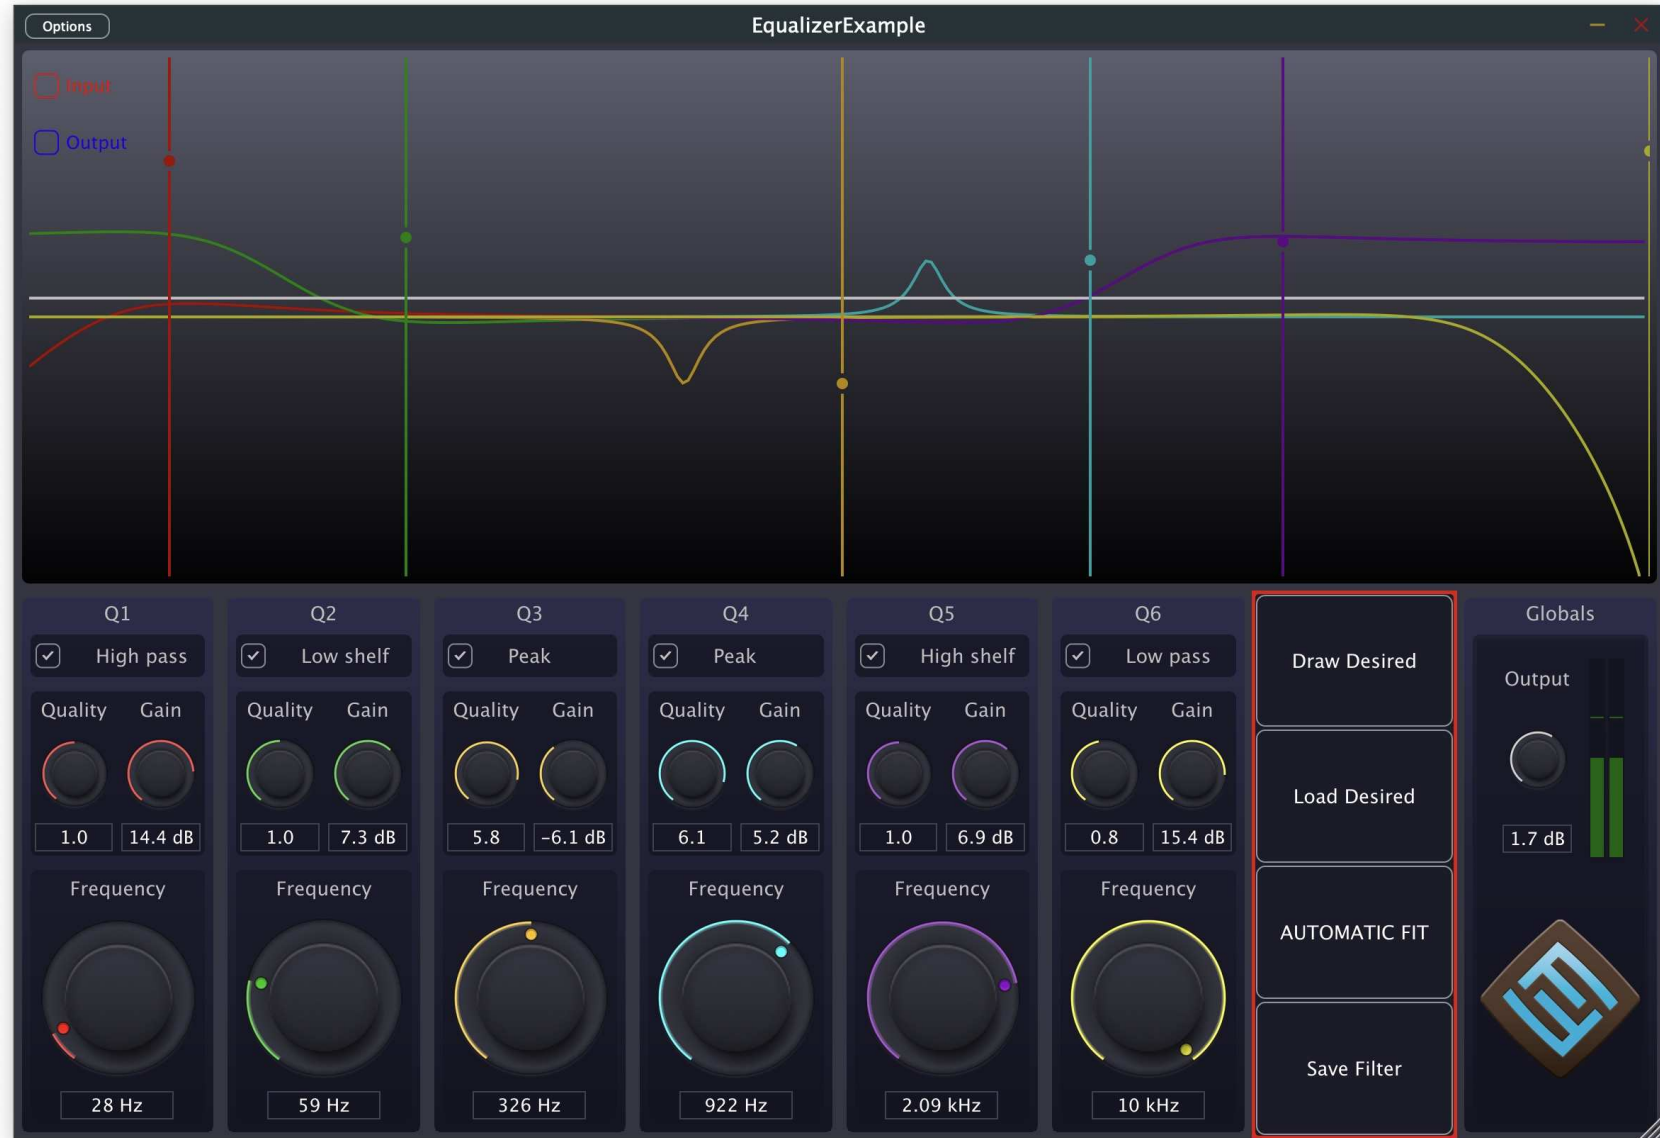 Options
EqualizerExample
Input
Output
Q1
Q2
Q3
Q4
Q5
Q6
Globals
High pass
Low shelf
Peak
Peak
High shelf
Low pass
Draw Desired
Output
Quality Gain
Quality Gain
Quality Gain
Quality Gain
Quality Gain
Quality Gain
Load Desired
1.0 14.4 dB
1.0 7.3 dB
5.8 -6.1 dB
6.1 5.2 dB
1.0 6.9 dB
0.8 15.4 dB
1.7 dB
Frequency
Frequency
Frequency
Frequency
Frequency
Frequency
AUTOMATIC FIT
Save Filter
28 Hz
59 Hz
326 Hz
922 Hz
2.09 kHz
10 kHz